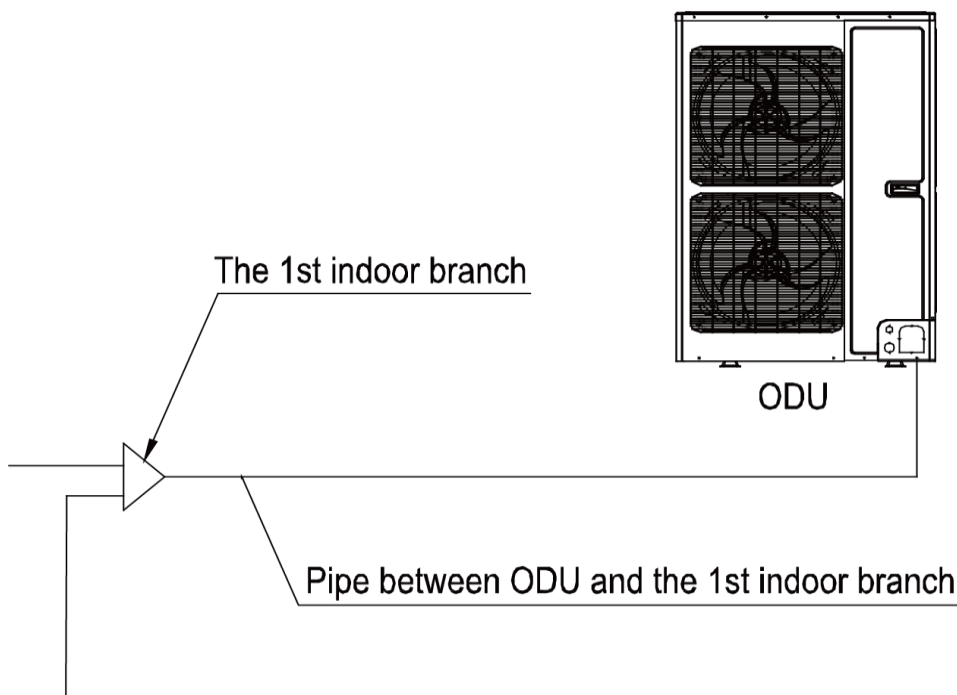 The 1st indoor branch
ODU
Pipe between ODU and the 1st indoor branch